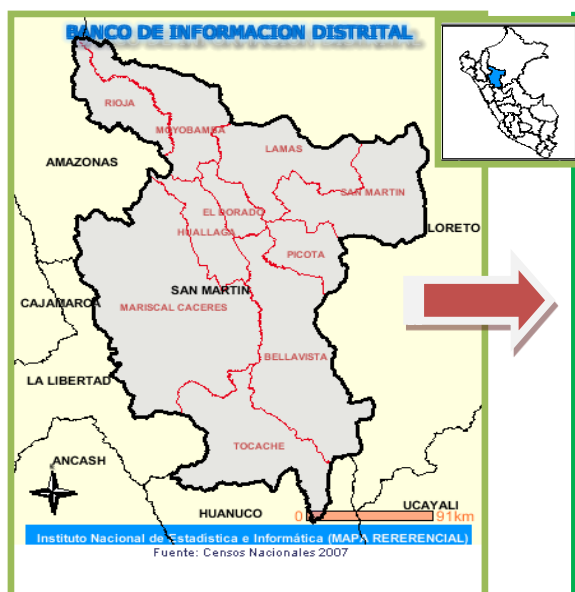 BANCO DE INFORMACION DISTRITAL
RIOJA
MOYOBAMBA
LAMAS
AMAZONAS
SAN MARTIN
EL DORADO
LORETO
HUALLAGA
PICOTA
SAN MARTIN
CAJAMARCA
MARISCAL CACERES
BELLAVISTA
LA LIBERTAD
TOCACHE
ANCASH
UCAYALI
HUANUCO
0 91km
Instituto Nacional de Estadística e Informática (MAPA RERERENCIAL)
Fuente: Censos Nacionales 2007